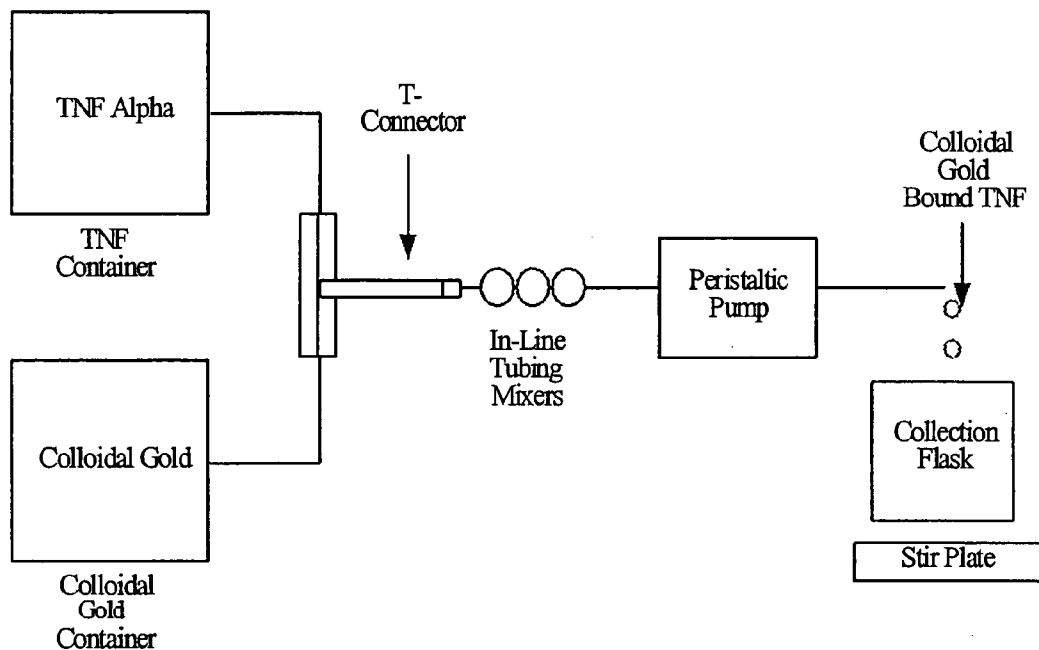 TNF Alpha
TNF
Container
T-
Connector
Colloidal Gold
Colloidal
Gold
Container
In-Line
Tubing
Mixers
Peristaltic
Pump
Colloidal
Gold
Bound TNF
Collection
Flask
Stir Plate